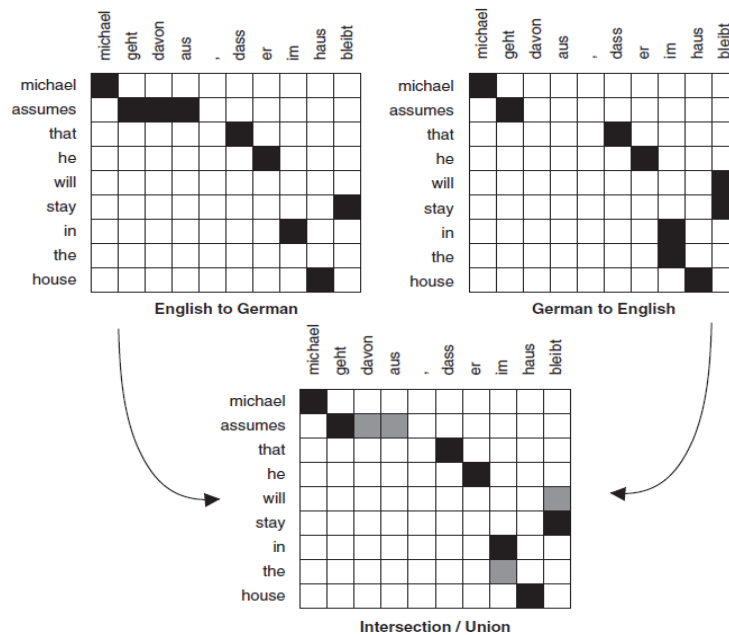 michael geht davon aus , dass er im haus bleibt
michael
assumes
that
he
will
stay
in
the
house
English to German
michael geht davon aus , dass er im haus bleibt
michael
assumes
that
he
will
stay
in
the
house
German to English
michael geht davon aus , dass er im haus bleibt
michael
assumes
that
he
will
stay
in
the
house
Intersection / Union